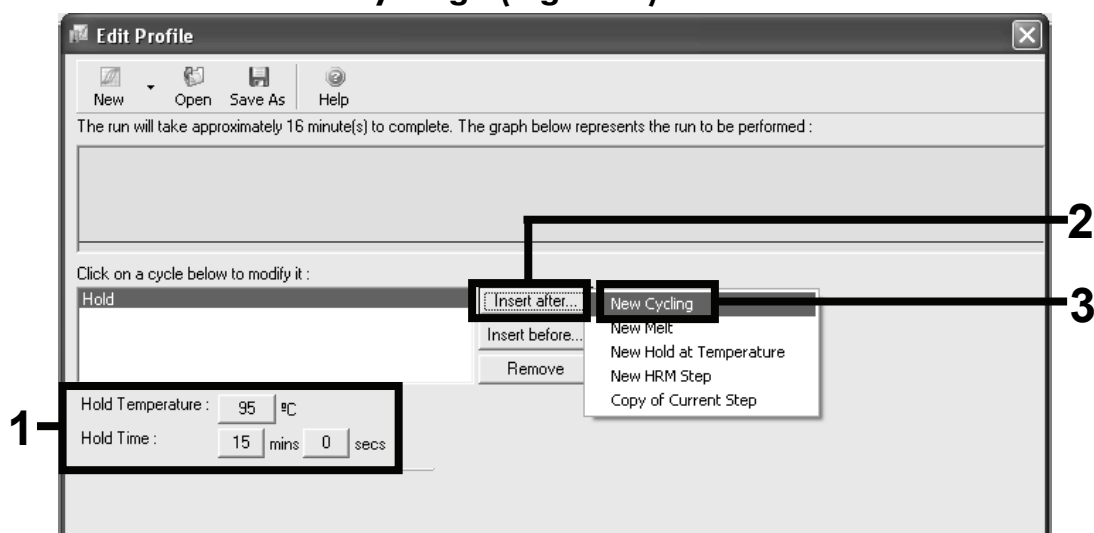 Edit Profile
New Open Save As Help
The run will take approximately 16 minute(s) to complete. The graph below represents the run to be performed :
2
Click on a cycle below to modify it :
Hold
Insert after...
New Cycling
3
Insert before...
New Melt
New Hold at Temperature
Remove
New HRM Step
Copy of Current Step
1
Hold Temperature : 95 ºC
Hold Time : 15 mins 0 secs